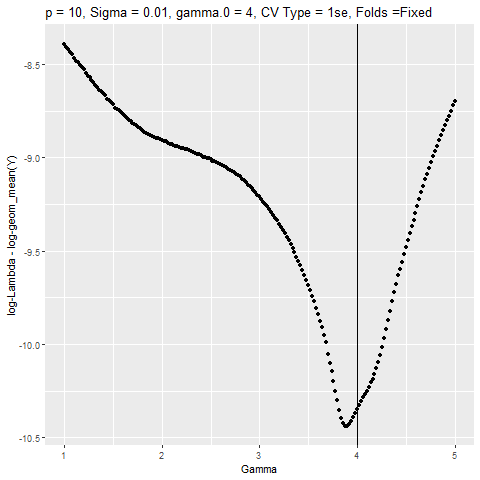 p = 10, Sigma = 0.01, gamma.0 = 4, CV Type = 1se, Folds =Fixed
log-Lambda - log-geom_mean(Y)
-8.5
-9.0
-9.5
-10.0
-10.5
1 2 3 4 5
Gamma